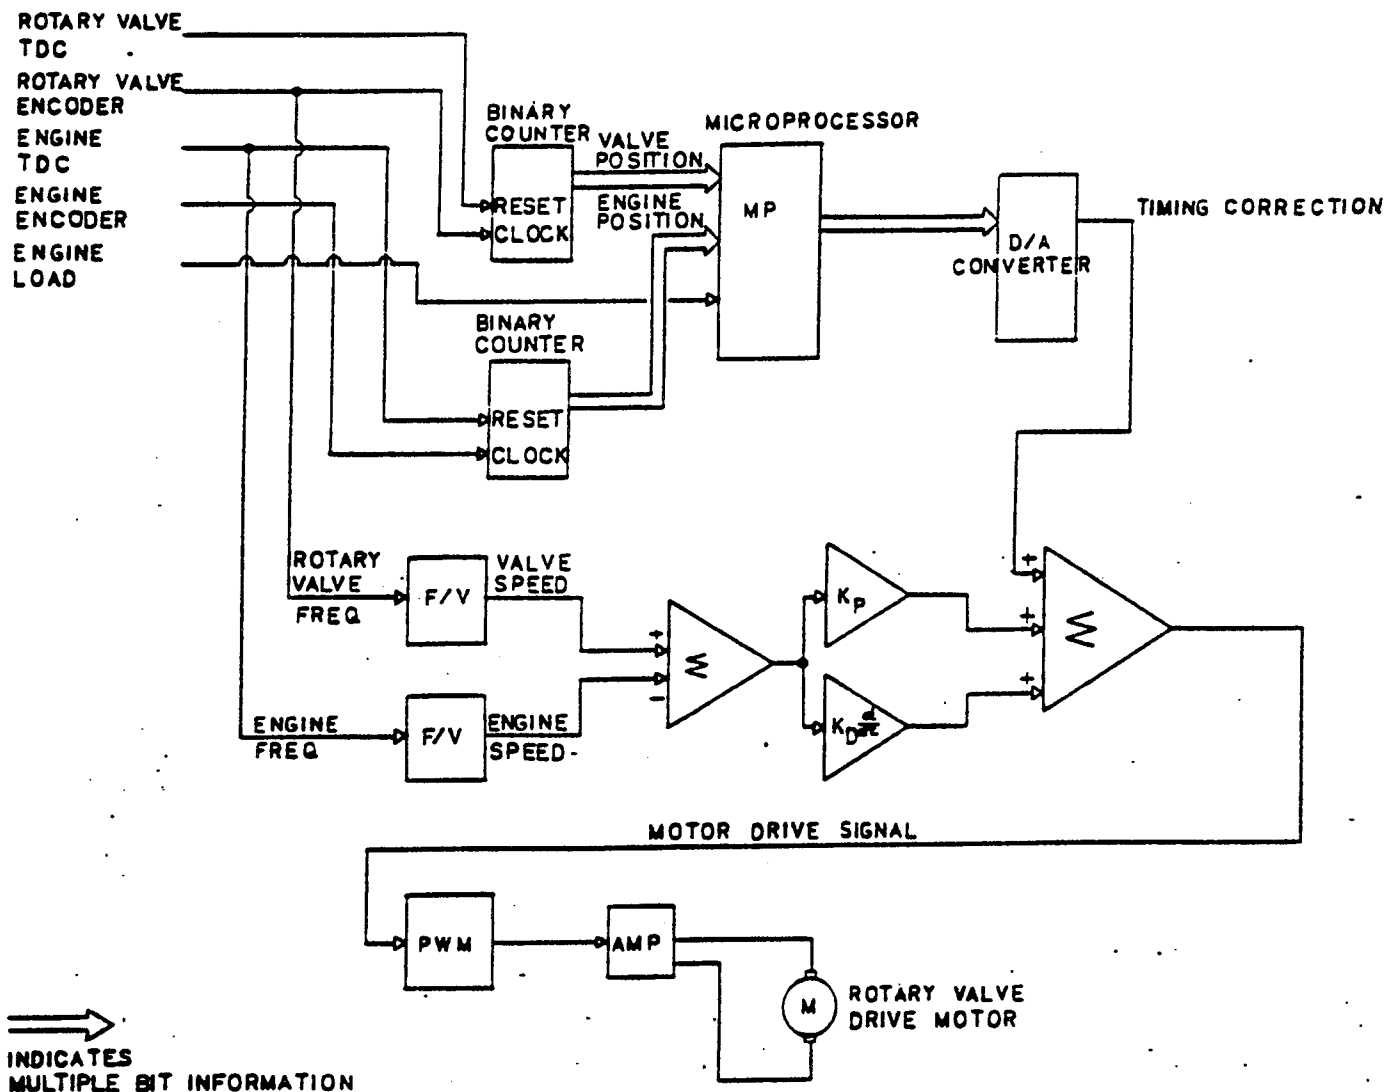 ROTARY VALVE
TDC
ROTARY VALVE
ENCODER
ENGINE
TDC
ENGINE
ENCODER
ENGINE
LOAD
BINARY
COUNTER
RESET
CLOCK
VALVE
POSITION
ENGINE
POSITION
MICROPROCESSOR
MP
D/A
CONVERTER
TIMING CORRECTION
BINARY
COUNTER
RESET
CLOCK
ROTARY
VALVE
FREQ
F/V
VALVE
SPEED
ENGINE
FREQ
F/V
ENGINE
SPEED-
+
-
Σ
KP
KD d/dt
+
+
+
Σ
MOTOR DRIVE SIGNAL
PWM
AMP
M
ROTARY VALVE
DRIVE MOTOR
INDICATES
MULTIPLE BIT INFORMATION